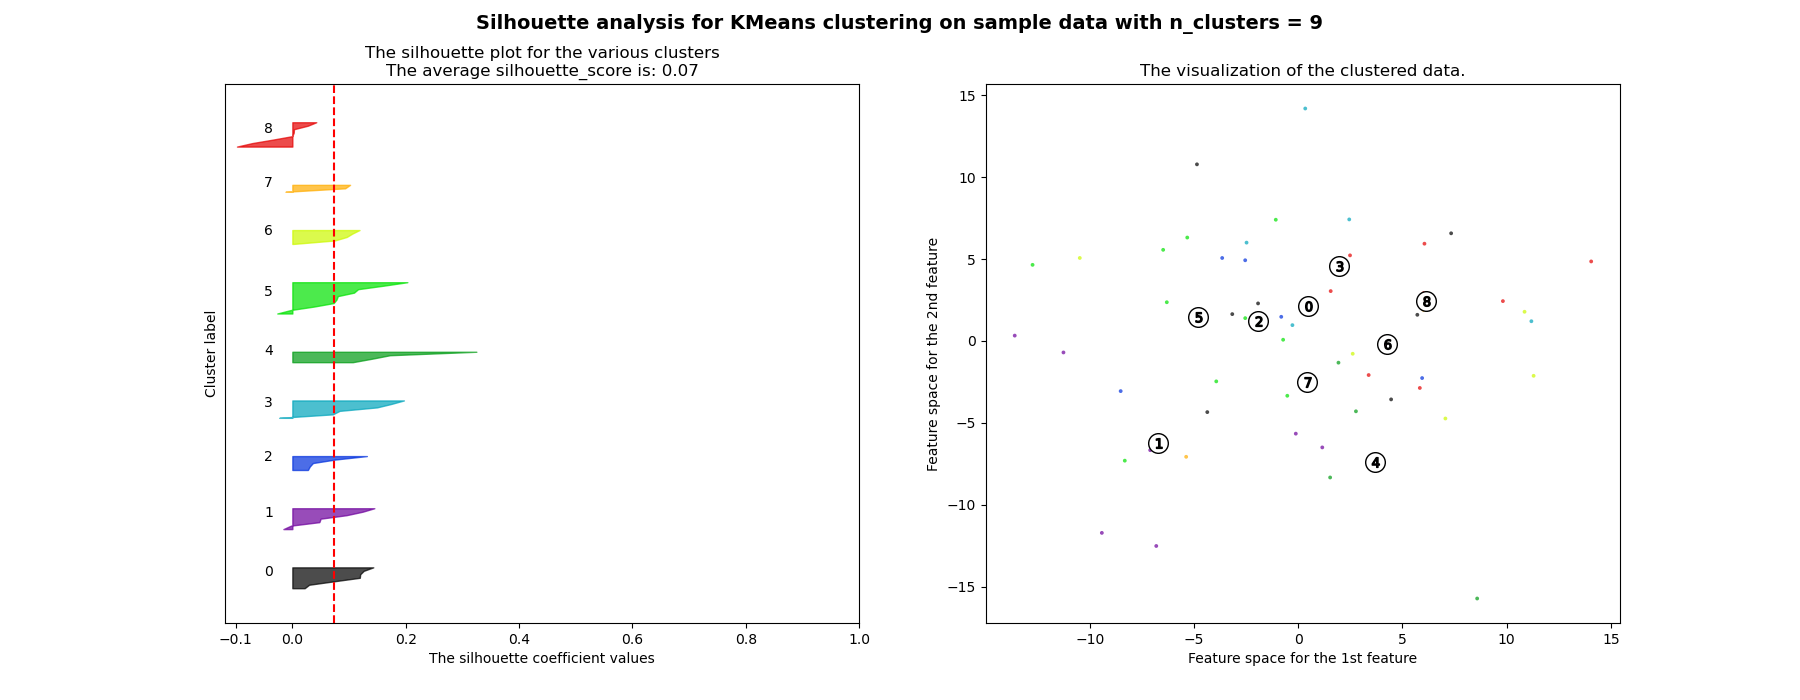 Silhouette analysis for KMeans clustering on sample data with n_clusters = 9
The silhouette plot for the various clusters
The average silhouette_score is: 0.07
Cluster label
8
7
6
5
4
3
2
1
0
−0.1 0.0 0.2 0.4 0.6 0.8 1.0
The silhouette coefficient values
The visualization of the clustered data.
Feature space for the 2nd feature
15
10
5
0
−5
−10
−15
3
8
0
5
2
6
7
1
4
−10 −5 0 5 10 15
Feature space for the 1st feature